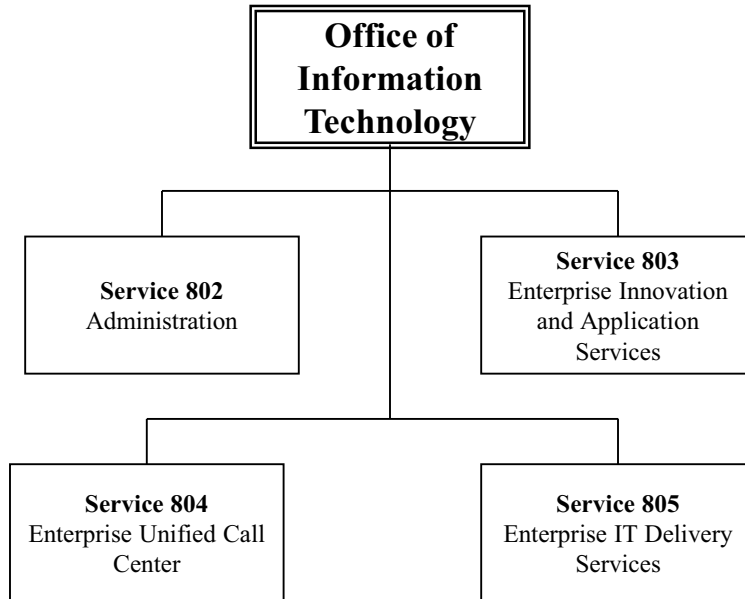 Office of
Information
Technology
Service 802
Administration
Service 803
Enterprise Innovation
and Application
Services
Service 804
Enterprise Unified Call
Center
Service 805
Enterprise IT Delivery
Services